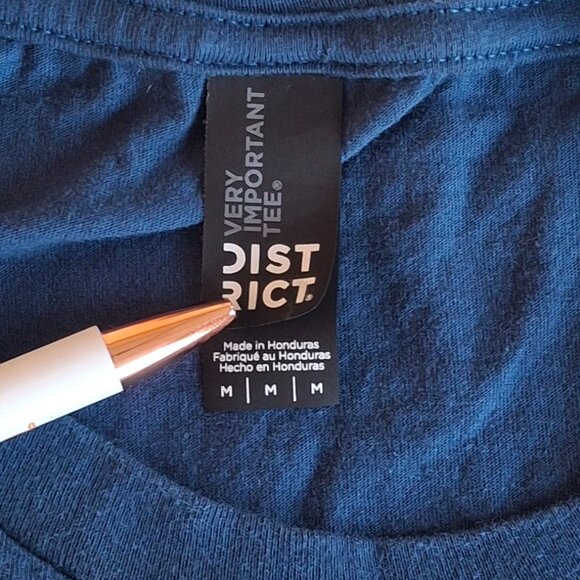 VERY
IMPORTANT
TEE®
DIST
RICT.
Made in Honduras
Fabriqué au Honduras
Hecho en Honduras
M | M | M